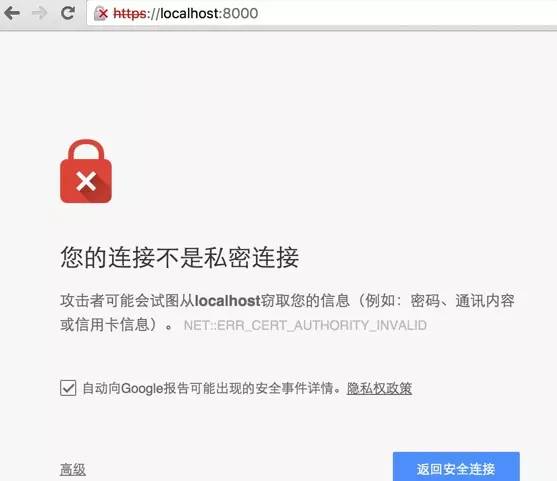 https://localhost:8000
您的连接不是私密连接
攻击者可能会试图从localhost窃取您的信息（例如：密码、通讯内容
或信用卡信息）。 NET::ERR_CERT_AUTHORITY_INVALID
自动向Google报告可能出现的安全事件详情。隐私权政策
高级
返回安全连接